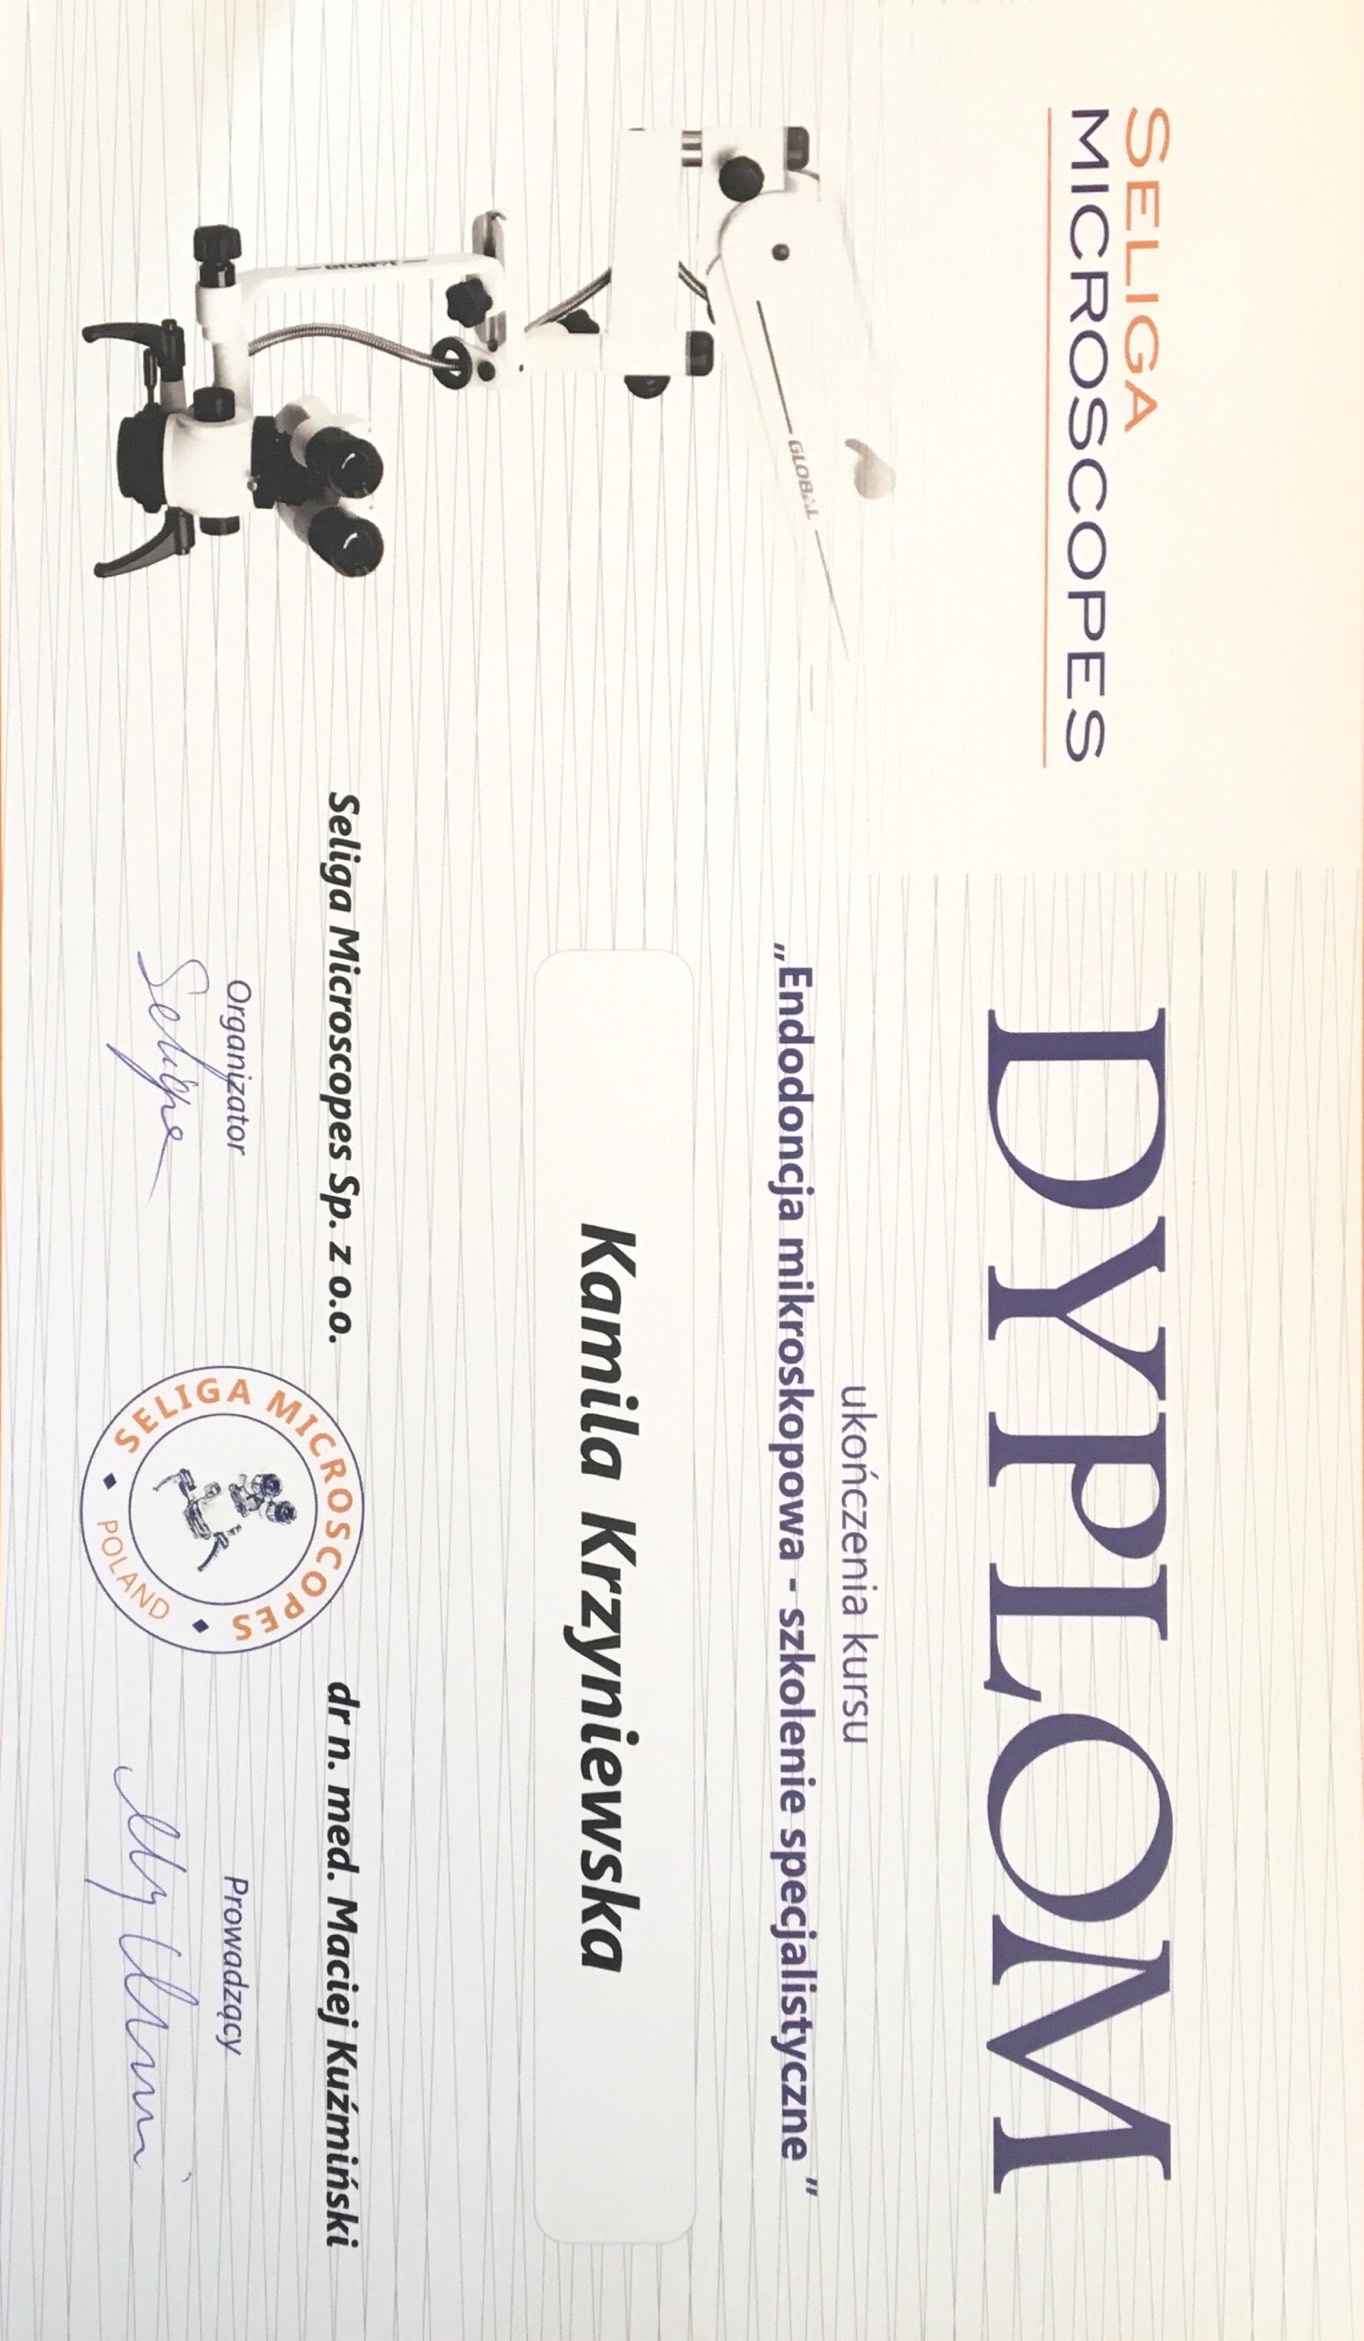 SELIGA
MICROSCOPES
DYPLOM
ukończenia kursu
„Endodoncja mikroskopowa - szkolenie specjalistyczne ”
GLOBAL
Kamila Krzyniewska
Seliga Microscopes Sp. z o.o.
dr n. med. Maciej Kuźmiński
Organizator
Prowadzący
Seliga
SELIGA MICROSCOPES
POLAND